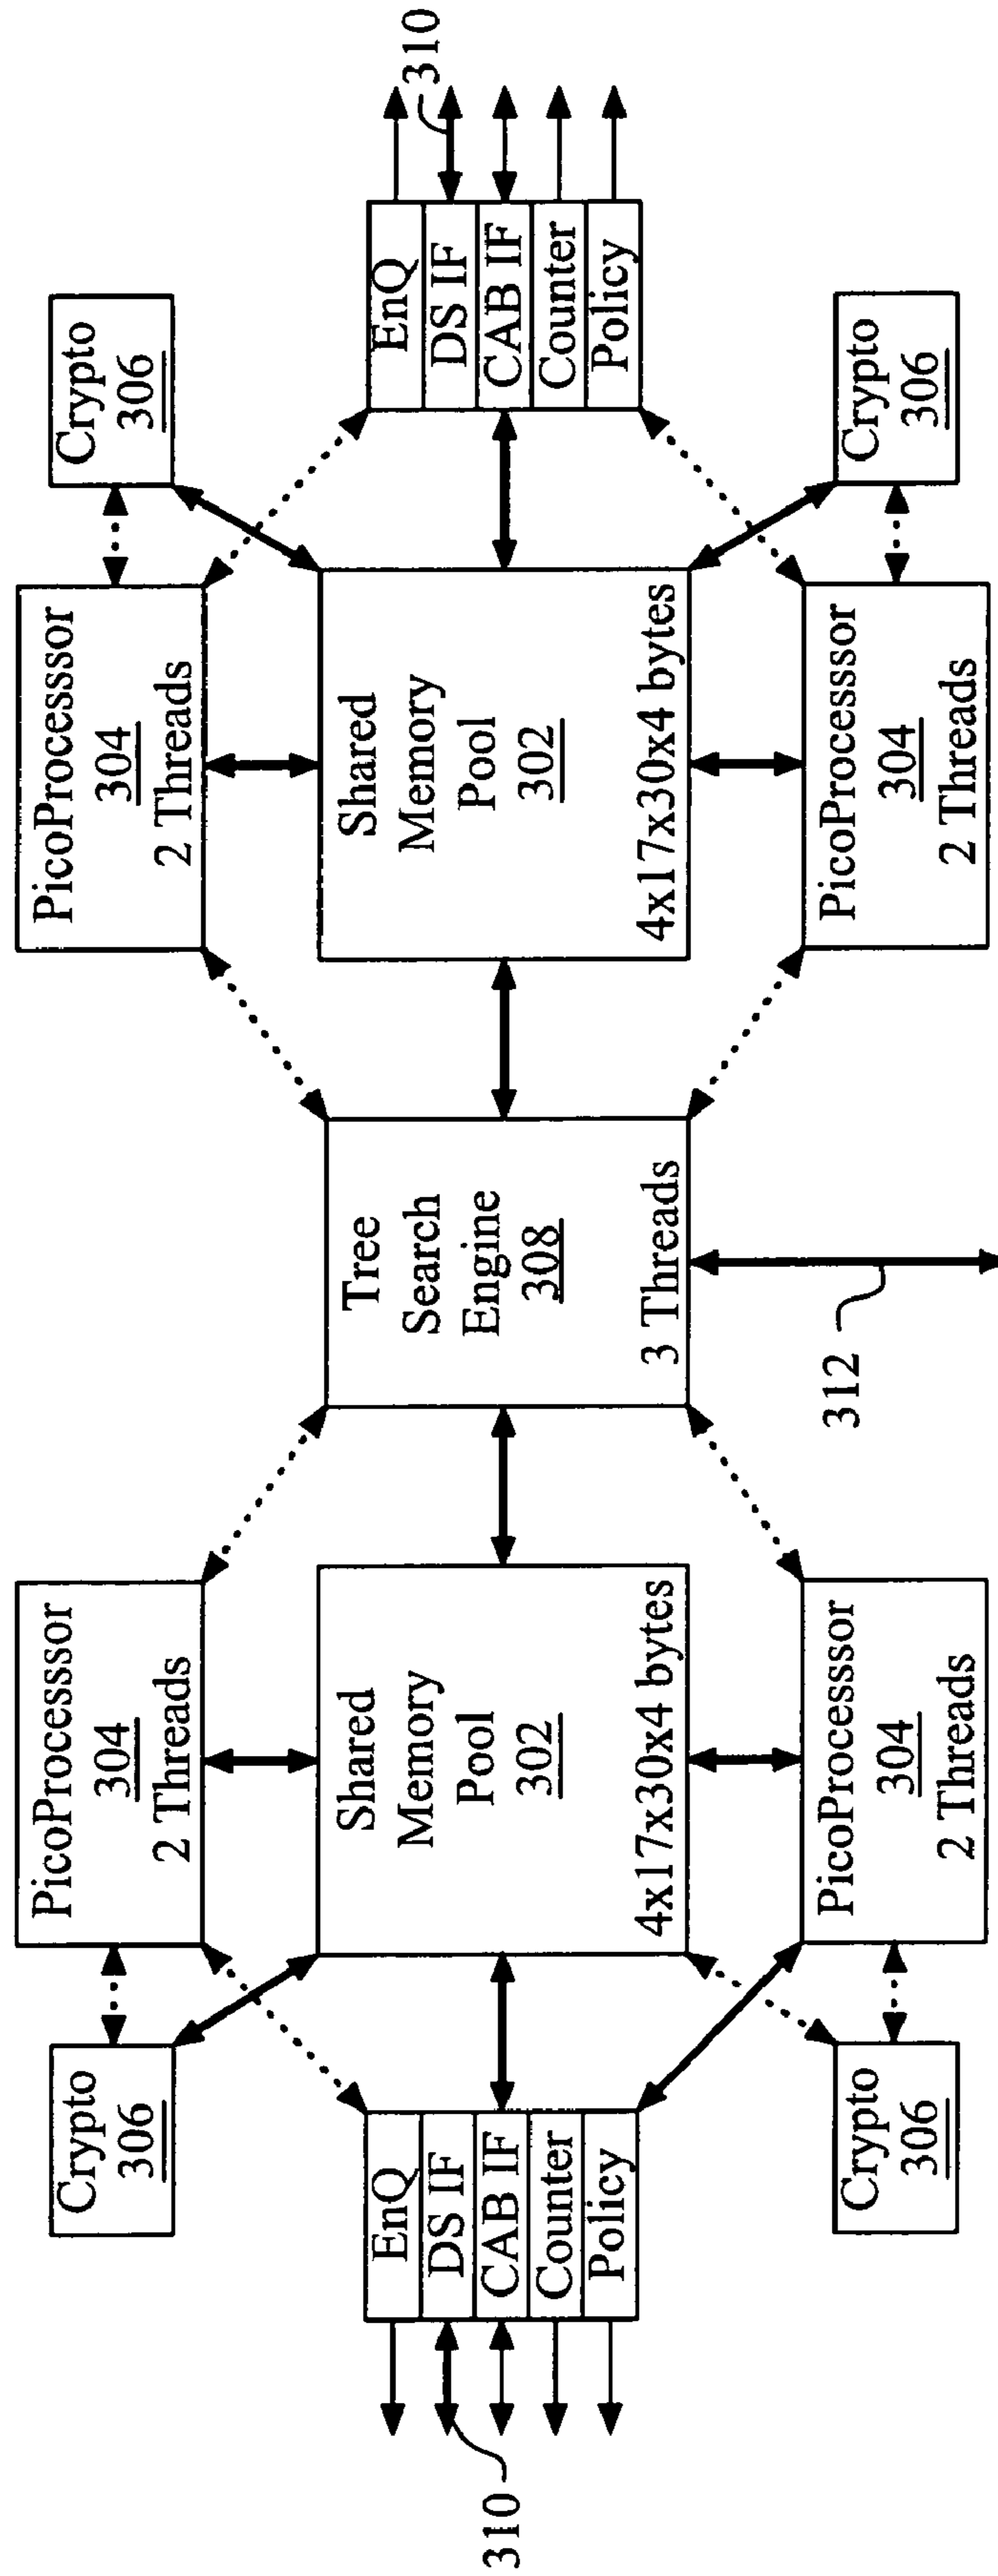 Crypto
306
PicoProcesssor
304
2 Threads
PicoProcesssor
304
2 Threads
Crypto
306
310
EnQ
DS IF
CAB IF
Counter
Policy
Shared
Memory
Pool
302
4x17x30x4 bytes
Tree
Search
Engine
308
3 Threads
Shared
Memory
Pool
302
4x17x30x4 bytes
EnQ
DS IF
CAB IF
Counter
Policy
310
Crypto
306
PicoProcesssor
304
2 Threads
312
PicoProcesssor
304
2 Threads
Crypto
306